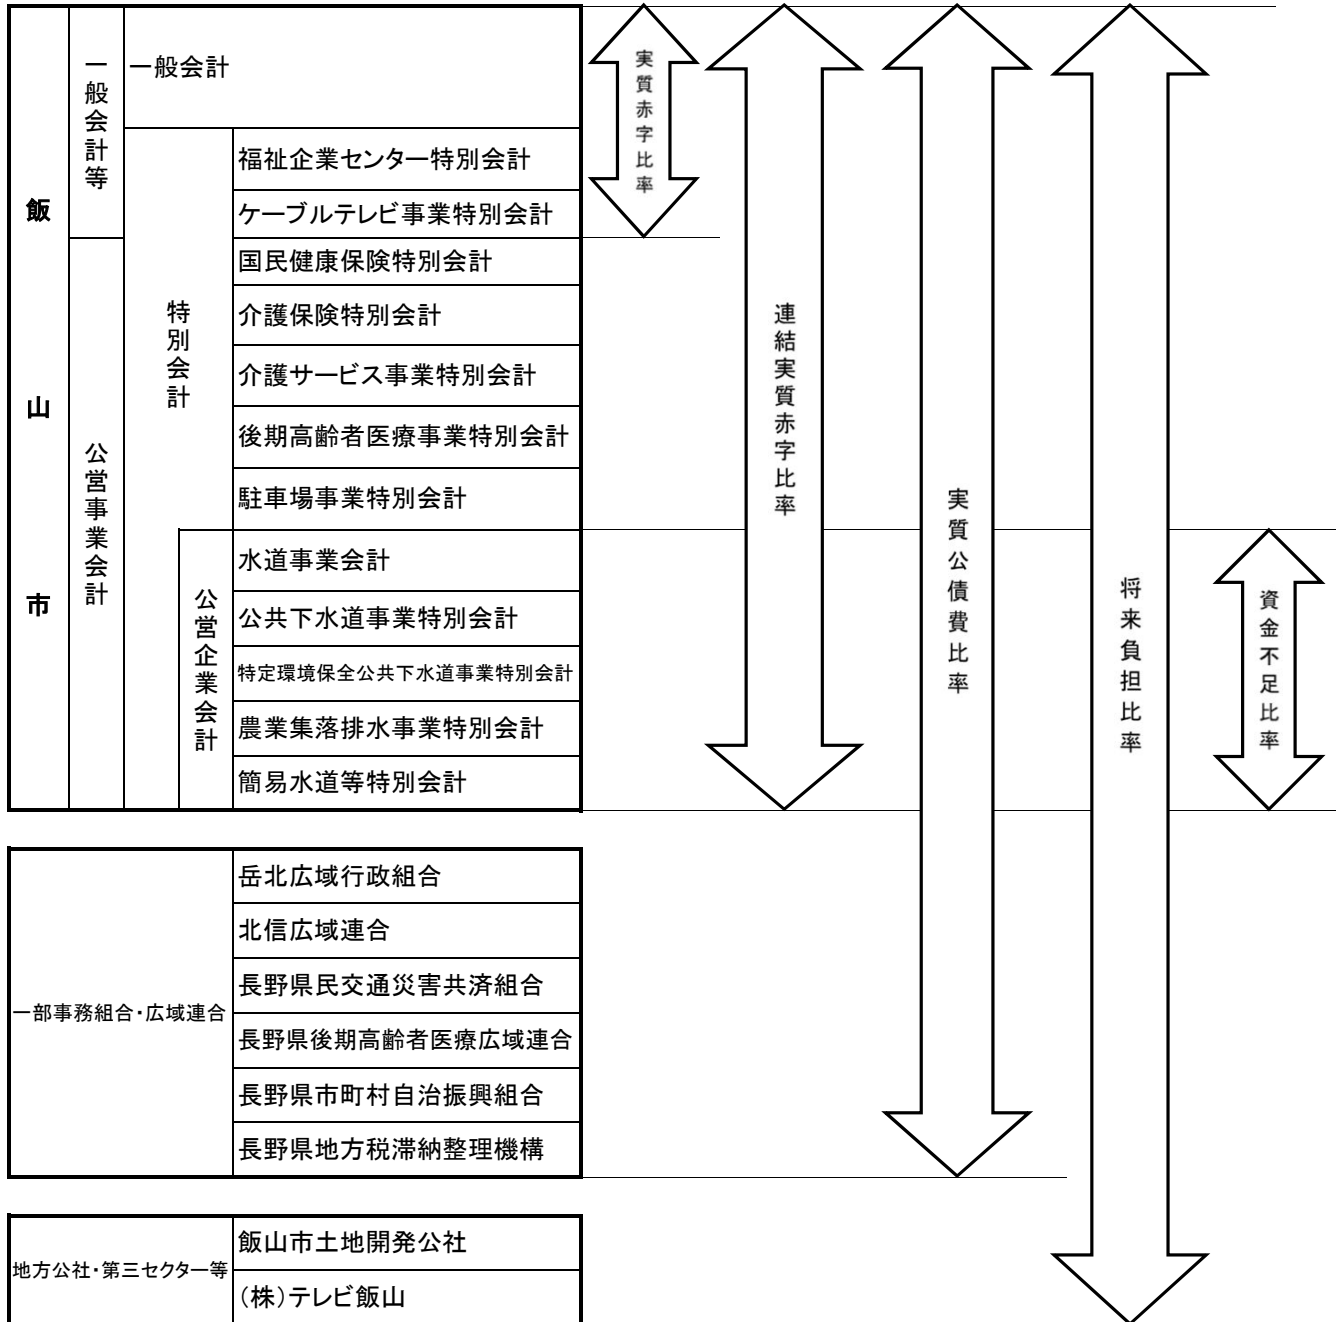 飯山市
一般会計等
一般会計
特別会計
福祉企業センター特別会計
ケーブルテレビ事業特別会計
公営事業会計
国民健康保険特別会計
介護保険特別会計
介護サービス事業特別会計
後期高齢者医療事業特別会計
駐車場事業特別会計
公営企業会計
水道事業会計
公共下水道事業特別会計
特定環境保全公共下水道事業特別会計
農業集落排水事業特別会計
簡易水道等特別会計
実質赤字比率
連結実質赤字比率
実質公債費比率
将来負担比率
資金不足比率
一部事務組合・広域連合
岳北広域行政組合
北信広域連合
長野県民交通災害共済組合
長野県後期高齢者医療広域連合
長野県市町村自治振興組合
長野県地方税滞納整理機構
地方公社・第三セクター等
飯山市土地開発公社
(株)テレビ飯山